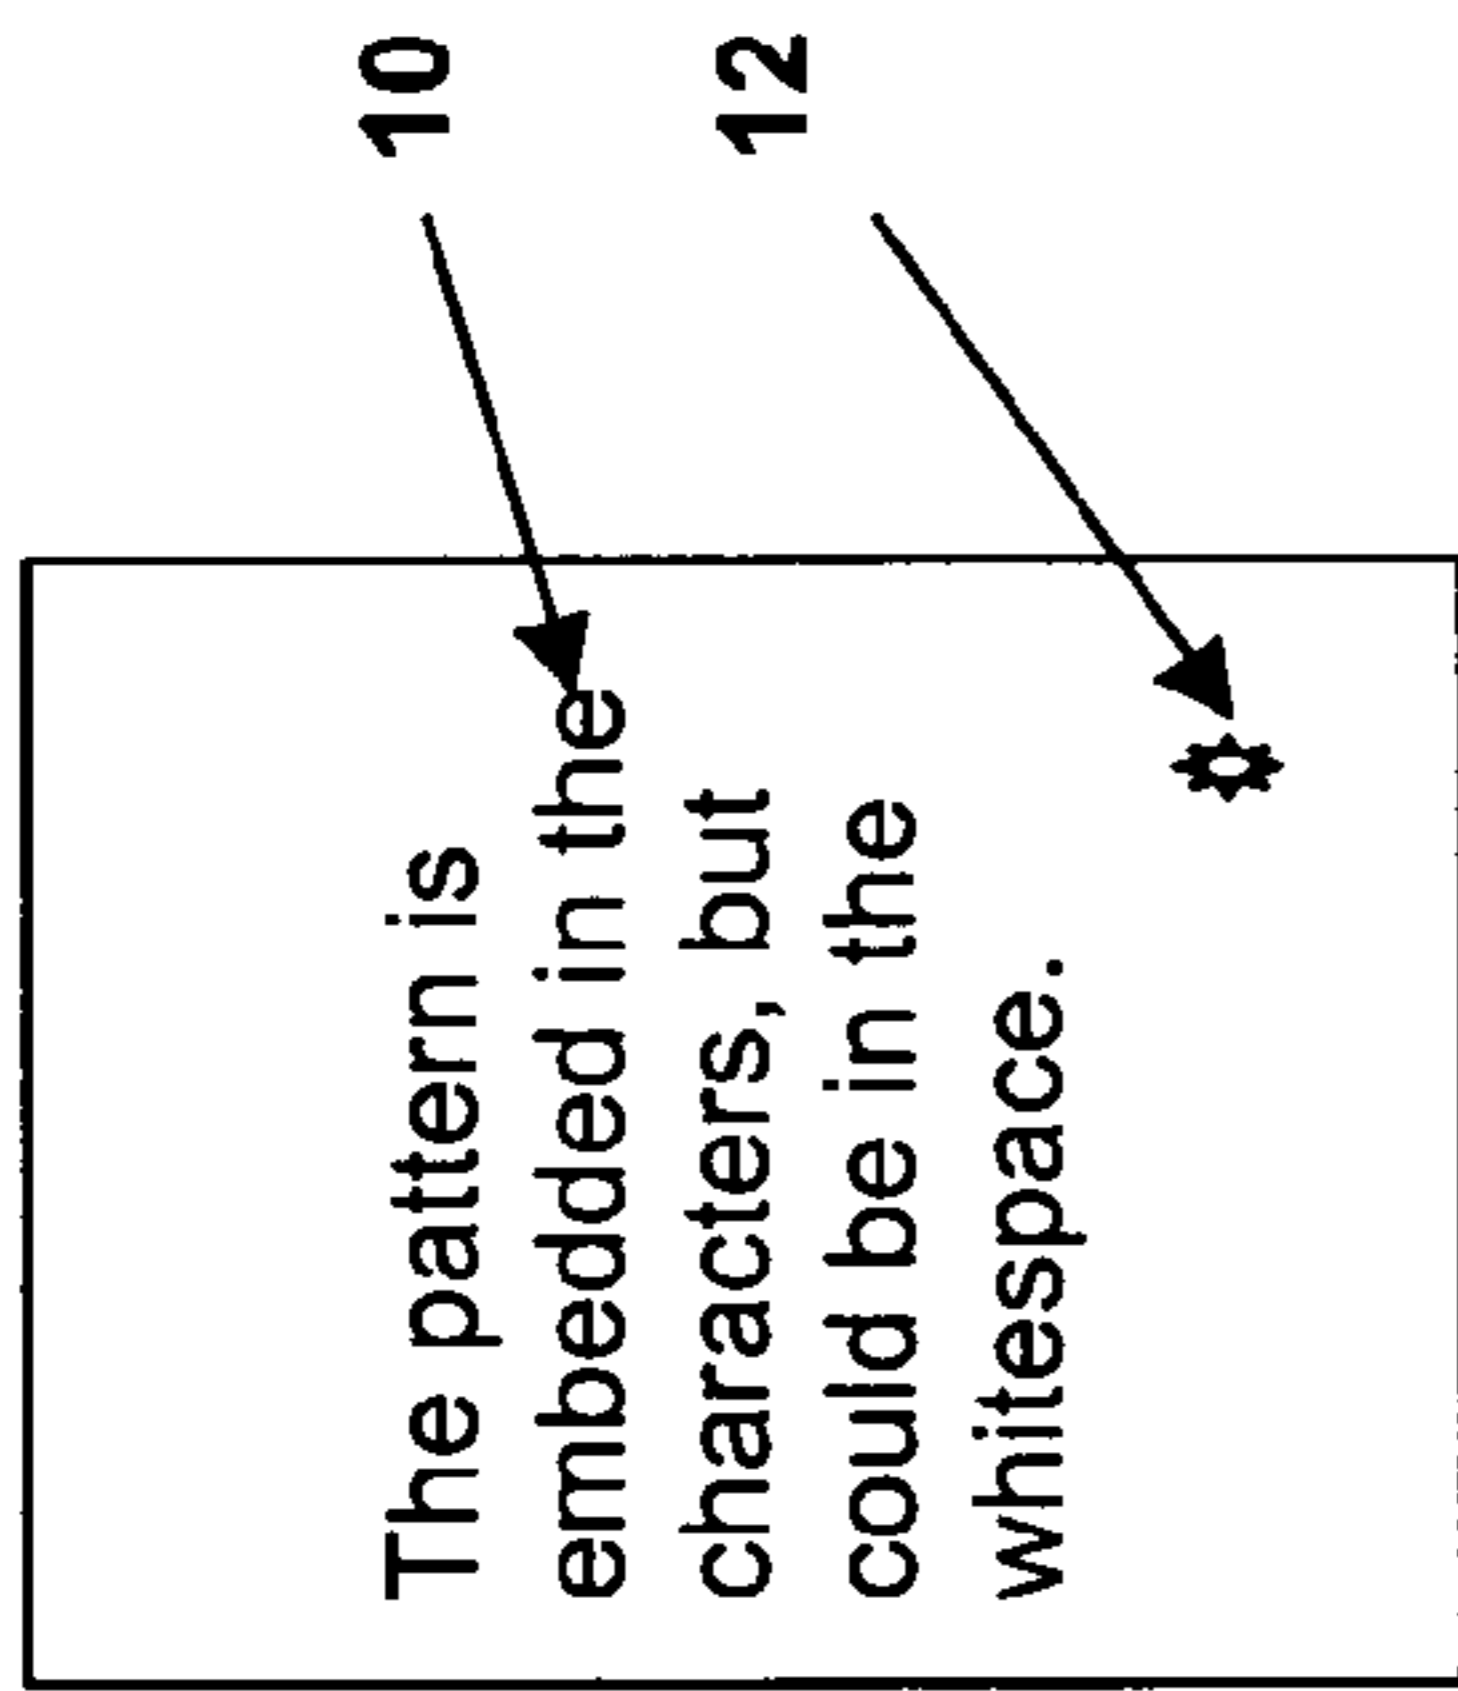 10
12
The pattern is
embedded in the
characters, but
could be in the
whitespace.